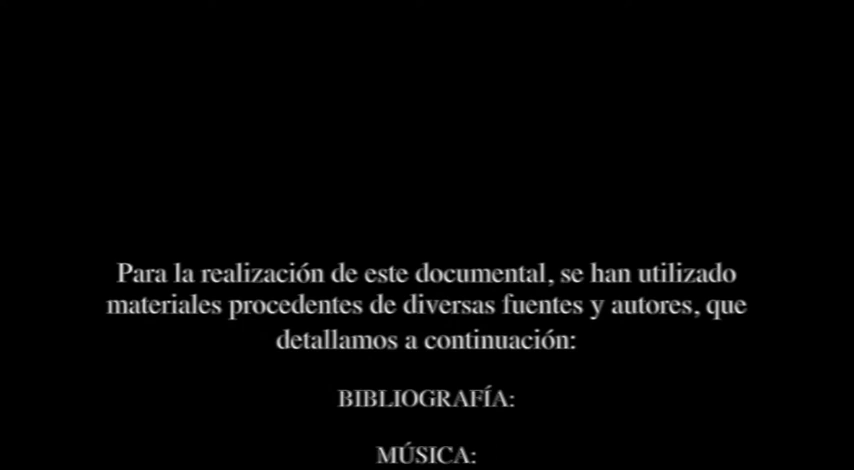 Para la realización de este documental, se han utilizado
materiales procedentes de diversas fuentes y autores, que
detallamos a continuación:
BIBLIOGRAFÍA:
MÚSICA: